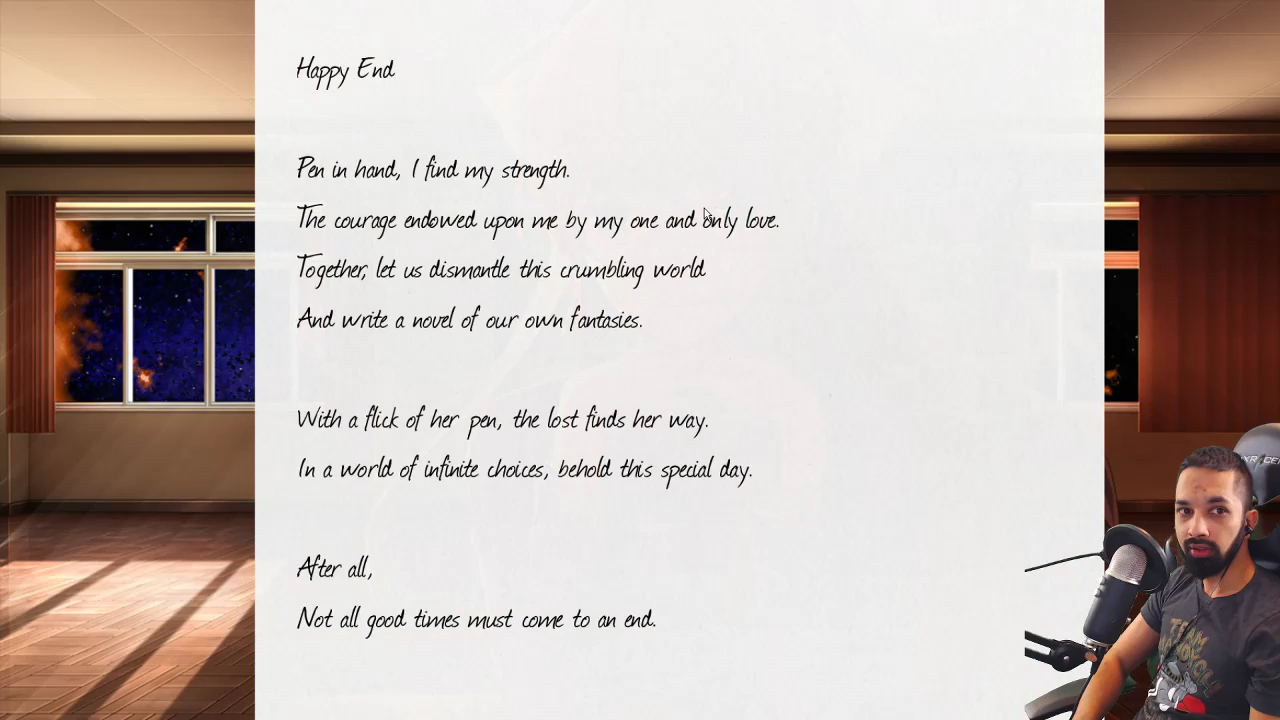 Happy End
Pen in hand, I find my strength.
The courage endowed upon me by my one and only love.
Together, let us dismantle this crumbling world
And write a novel of our own fantasies.
With a flick of her pen, the lost finds her way.
In a world of infinite choices, behold this special day.
After all,
Not all good times must come to an end.